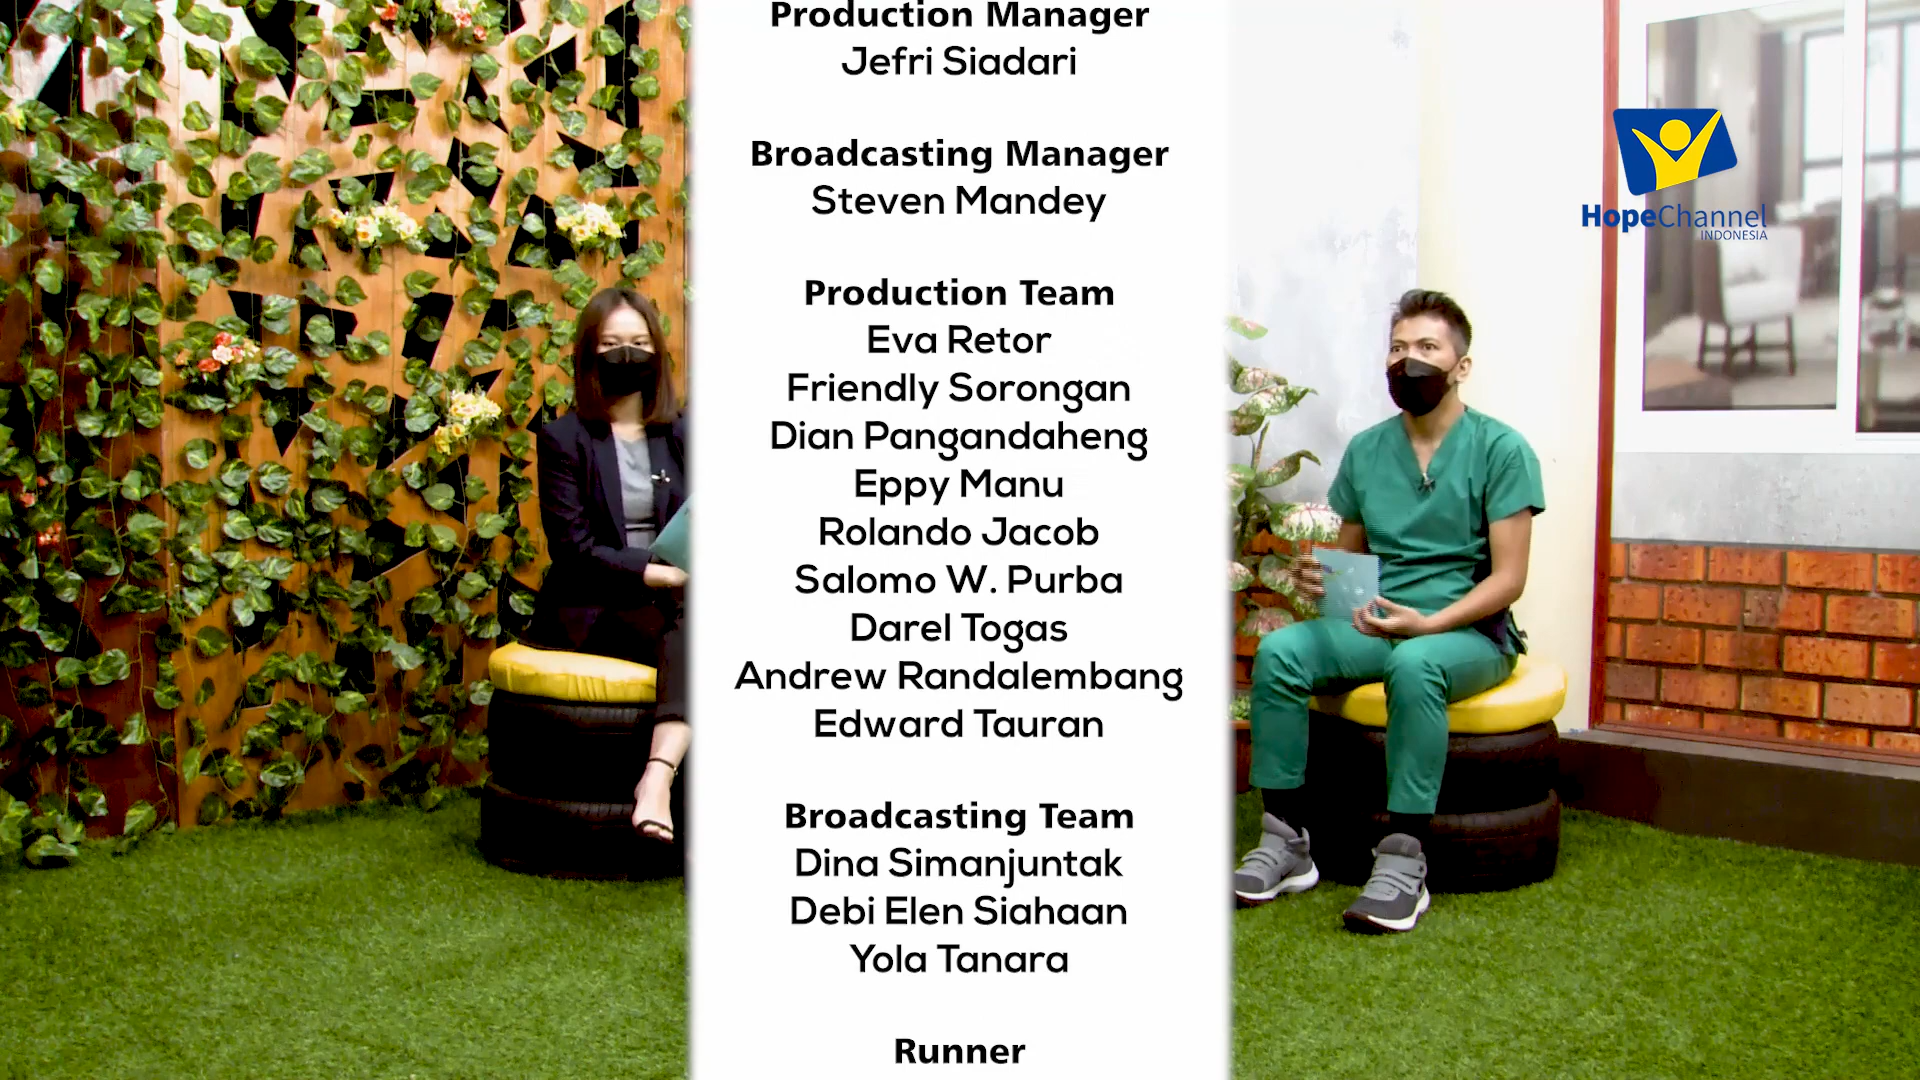 Production Manager
Jefri Siadari
Broadcasting Manager
Steven Mandey
Production Team
Eva Retor
Friendly Sorongan
Dian Pangandaheng
Eppy Manu
Rolando Jacob
Salomo W. Purba
Darel Togas
Andrew Randalembang
Edward Tauran
Broadcasting Team
Dina Simanjuntak
Debi Elen Siahaan
Yola Tanara
Runner
HopeChannel
INDONESIA